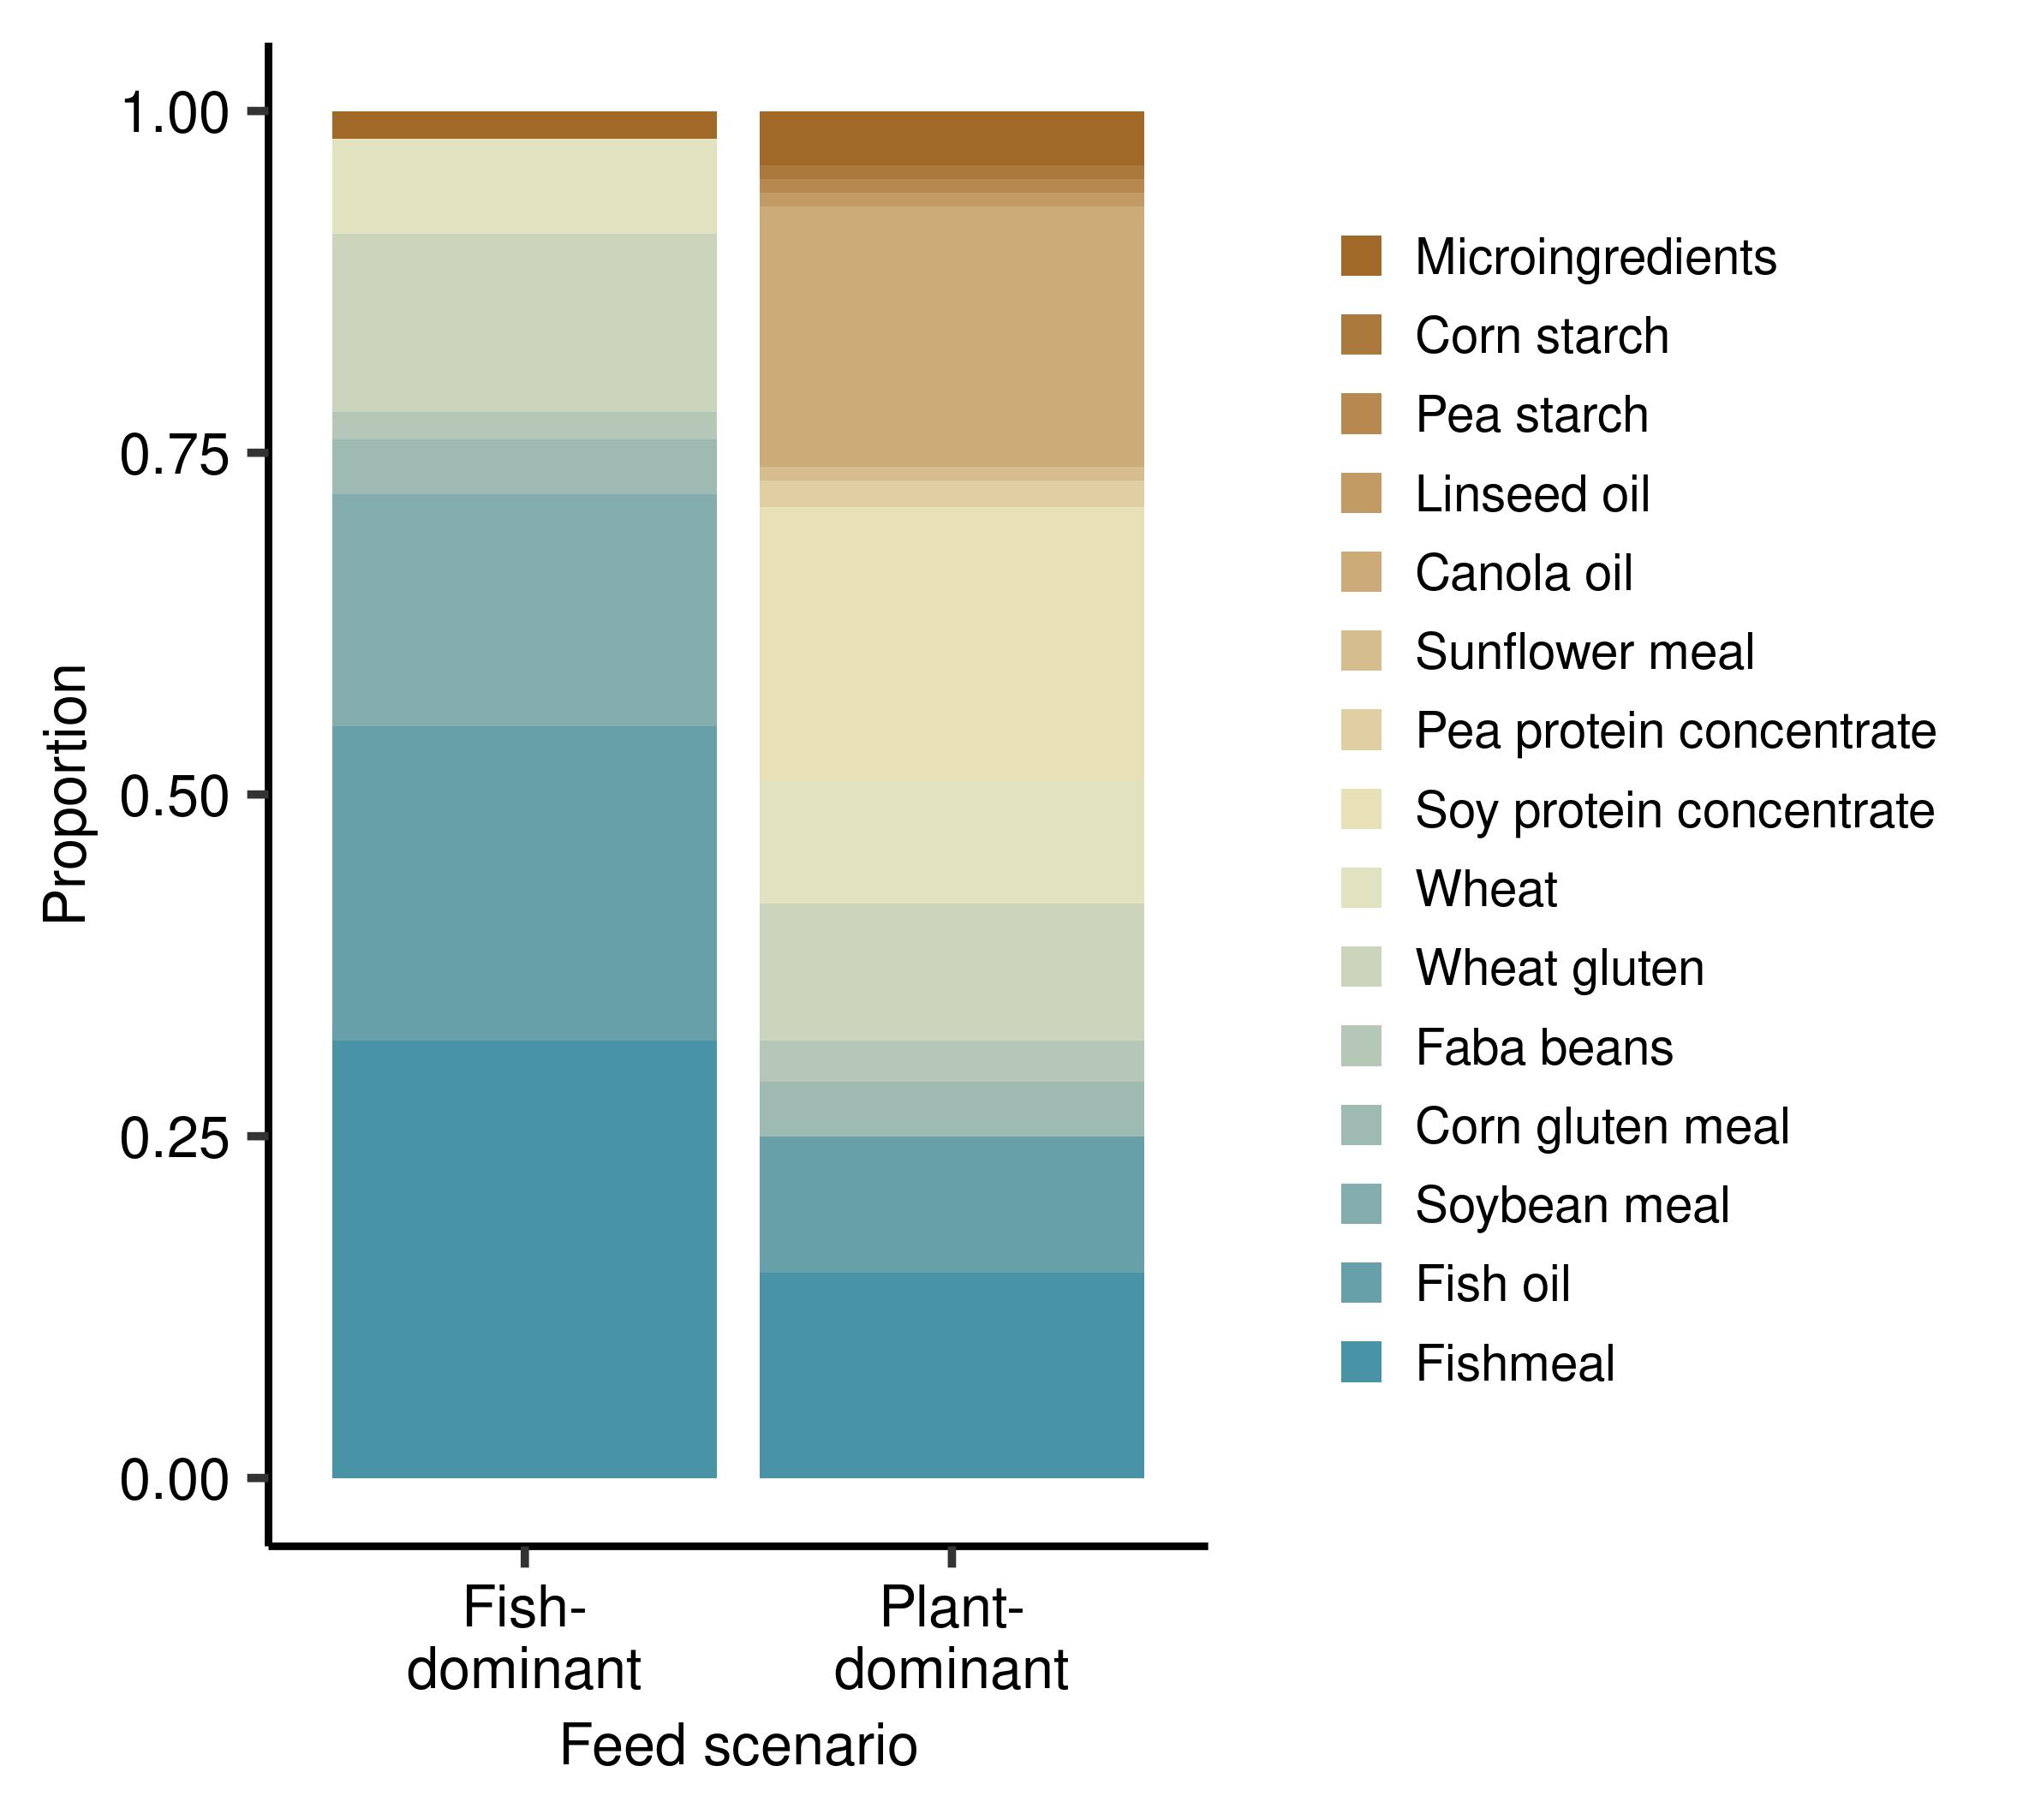 1.00
0.75
0.50
0.25
0.00
Proportion
Fish-
dominant
Plant-
dominant
Feed scenario
Microingredients
Corn starch
Pea starch
Linseed oil
Canola oil
Sunflower meal
Pea protein concentrate
Soy protein concentrate
Wheat
Wheat gluten
Faba beans
Corn gluten meal
Soybean meal
Fish oil
Fishmeal